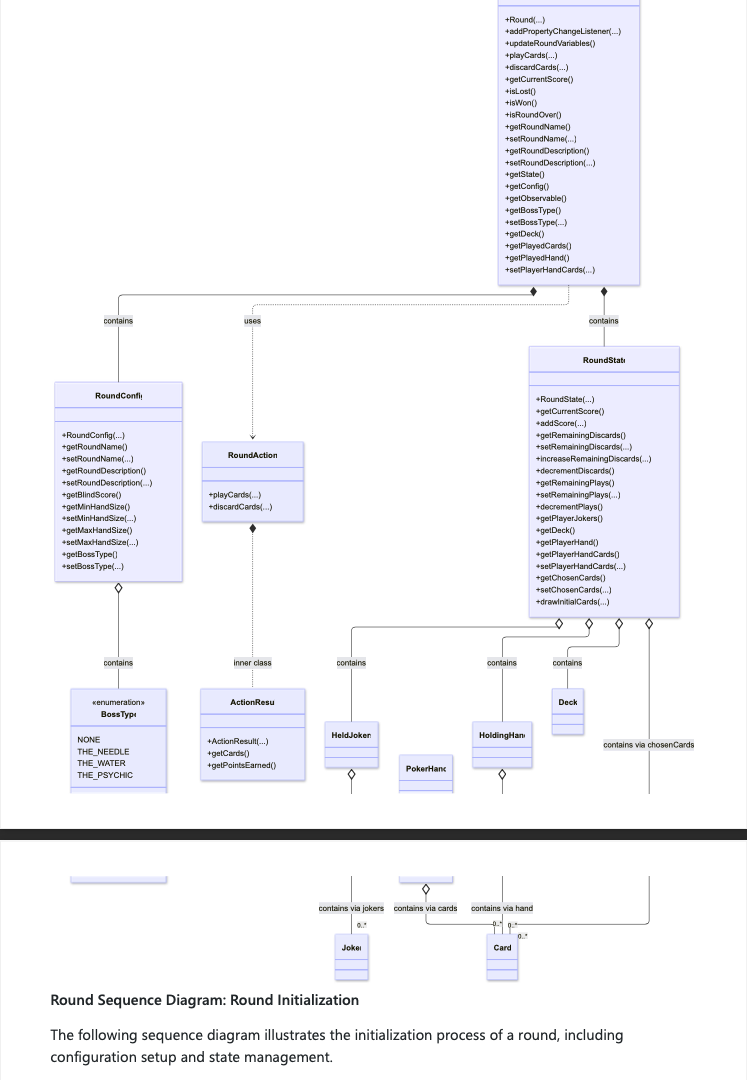 +Round(...)
+addPropertyChangeListener(...)
+updateRoundVariables()
+playCards(...)
+discardCards(...)
+getCurrentScore()
+isLost()
+isWon()
+isRoundOver()
+getRoundName()
+setRoundName(...)
+getRoundDescription()
+setRoundDescription(...)
+getState()
+getConfig()
+getObservable()
+getBossType()
+setBossType(...)
+getDeck()
+getPlayedCards()
+getPlayedHand()
+setPlayerHandCards(...)
contains
uses
contains
RoundConfi
+RoundConfig(...)
+getRoundName()
+setRoundName(...)
+getRoundDescription()
+setRoundDescription(...)
+getBlindScore()
+getMinHandSize()
+setMinHandSize(...)
+getMaxHandSize()
+setMaxHandSize(...)
+getBossType()
+setBossType(...)
RoundAction
+playCards(...)
+discardCards(...)
RoundState
+RoundState(...)
+getCurrentScore()
+addScore(...)
+getRemainingDiscards()
+setRemainingDiscards(...)
+increaseRemainingDiscards(...)
+decrementDiscards()
+getRemainingPlays()
+setRemainingPlays(...)
+decrementPlays()
+getPlayerJokers()
+getDeck()
+getPlayerHand()
+getPlayerHandCards()
+setPlayerHandCards(...)
+getChosenCards()
+setChosenCards(...)
+drawInitialCards(...)
contains
inner class
contains
contains
contains
«enumeration»
BossType
NONE
THE_NEEDLE
THE_WATER
THE_PSYCHIC
ActionResu
+ActionResult(...)
+getCards()
+getPointsEarned()
HeldJoker
PokerHand
HoldingHan
Deck
contains via chosenCards
contains via jokers
contains via cards
contains via hand
0..*
0..*
0..*
0..*
Joker
Card
Round Sequence Diagram: Round Initialization
The following sequence diagram illustrates the initialization process of a round, including
configuration setup and state management.